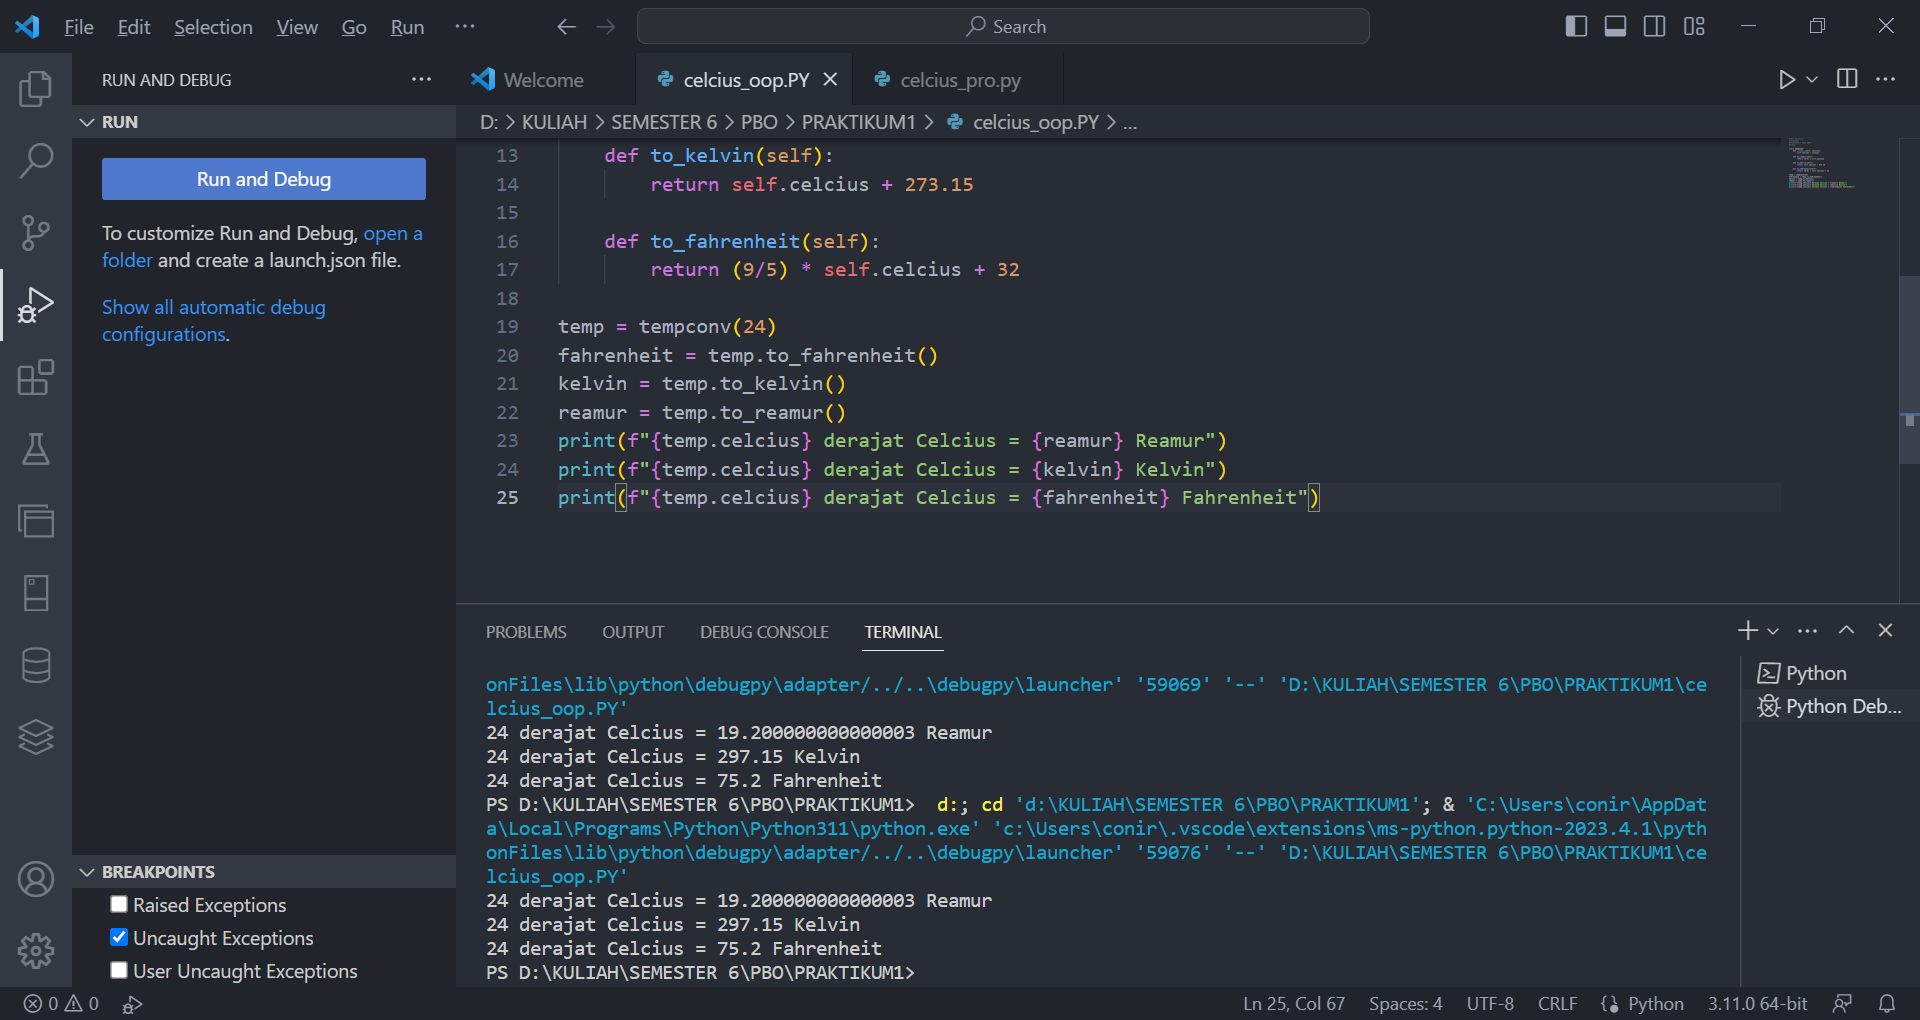 File Edit Selection View Go Run ··· Search
RUN AND DEBUG ···
Welcome celcius_oop.PY celcius_pro.py
RUN
D: > KULIAH > SEMESTER 6 > PBO > PRAKTIKUM1 > celcius_oop.PY > ...
Run and Debug
To customize Run and Debug, open a
folder and create a launch.json file.
Show all automatic debug
configurations.
13 def to_kelvin(self):
14 return self.celcius + 273.15
15
16 def to_fahrenheit(self):
17 return (9/5) * self.celcius + 32
18
19 temp = tempconv(24)
20 fahrenheit = temp.to_fahrenheit()
21 kelvin = temp.to_kelvin()
22 reamur = temp.to_reamur()
23 print(f"{temp.celcius} derajat Celcius = {reamur} Reamur")
24 print(f"{temp.celcius} derajat Celcius = {kelvin} Kelvin")
25 print(f"{temp.celcius} derajat Celcius = {fahrenheit} Fahrenheit")
PROBLEMS OUTPUT DEBUG CONSOLE TERMINAL
onFiles\lib\python\debugpy\adapter/../..\debugpy\launcher' '59069' '--' 'D:\KULIAH\SEMESTER 6\PBO\PRAKTIKUM1\ce
lcius_oop.PY'
24 derajat Celcius = 19.200000000000003 Reamur
24 derajat Celcius = 297.15 Kelvin
24 derajat Celcius = 75.2 Fahrenheit
PS D:\KULIAH\SEMESTER 6\PBO\PRAKTIKUM1>  d:; cd 'd:\KULIAH\SEMESTER 6\PBO\PRAKTIKUM1'; & 'C:\Users\conir\AppDat
a\Local\Programs\Python\Python311\python.exe' 'c:\Users\conir\.vscode\extensions\ms-python.python-2023.4.1\pyth
onFiles\lib\python\debugpy\adapter/../..\debugpy\launcher' '59076' '--' 'D:\KULIAH\SEMESTER 6\PBO\PRAKTIKUM1\ce
lcius_oop.PY'
24 derajat Celcius = 19.200000000000003 Reamur
24 derajat Celcius = 297.15 Kelvin
24 derajat Celcius = 75.2 Fahrenheit
PS D:\KULIAH\SEMESTER 6\PBO\PRAKTIKUM1>
Python
Python Deb...
BREAKPOINTS
Raised Exceptions
Uncaught Exceptions
User Uncaught Exceptions
0 0 Ln 25, Col 67 Spaces: 4 UTF-8 CRLF Python 3.11.0 64-bit